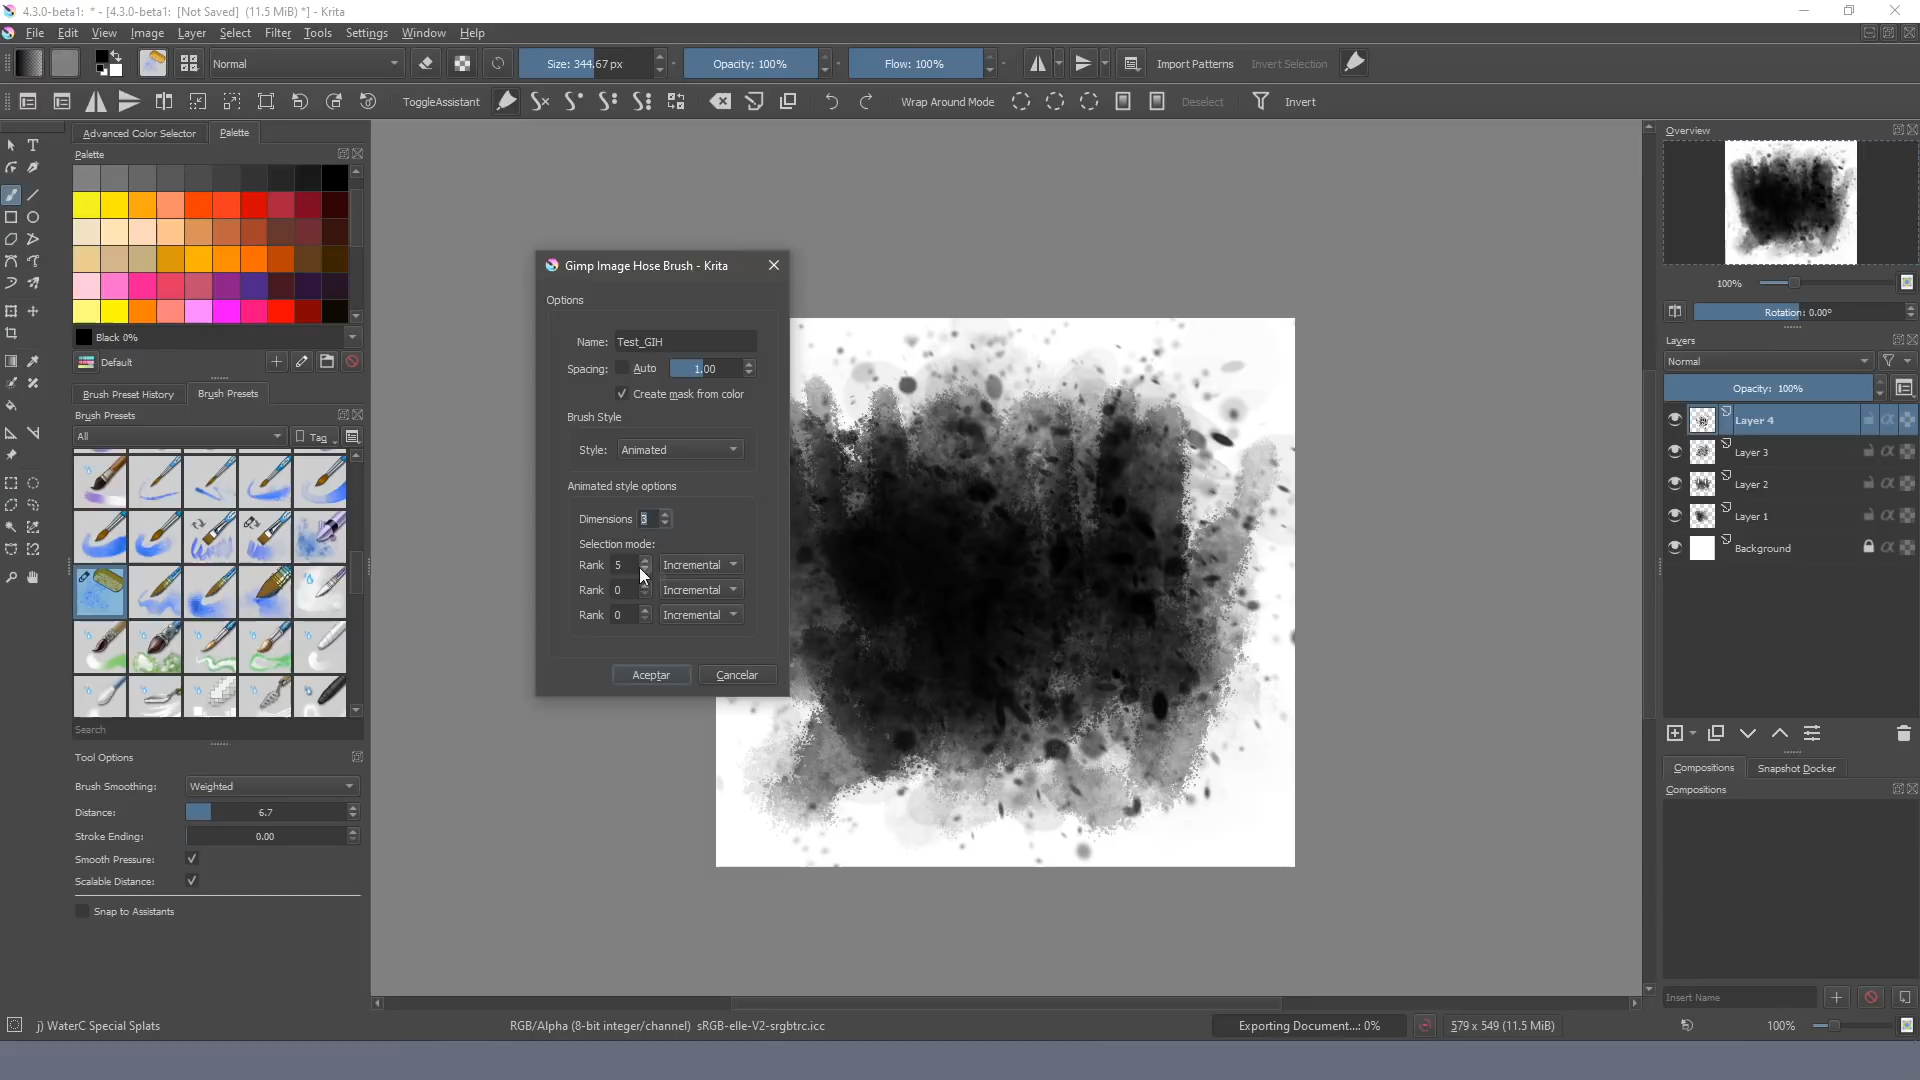 4.3.0-beta1:  * - [4.3.0-beta1:  [Not Saved]  (11.5 MiB) *] - Krita
File Edit View Image Layer Select Filter Tools Settings Window Help
Normal Size: 344.67 px Opacity: 100% Flow: 100% Import Patterns Invert Selection
ToggleAssistant Wrap Around Mode Deselect Invert
Advanced Color Selector Palette
Palette
Black 0%
Default
Brush Preset History Brush Presets
Brush Presets
All Tag
Search
Tool Options
Brush Smoothing: Weighted
Distance: 6.7
Stroke Ending: 0.00
Smooth Pressure:
Scalable Distance:
Snap to Assistants
Gimp Image Hose Brush - Krita
Options
Name: Test_GIH
Spacing: Auto 1.00
Create mask from color
Brush Style
Style: Animated
Animated style options
Dimensions 3
Selection mode:
Rank 5 Incremental
Rank 0 Incremental
Rank 0 Incremental
Aceptar Cancelar
Overview
100%
Rotation: 0.00°
Layers
Normal
Opacity: 100%
Layer 4
Layer 3
Layer 2
Layer 1
Background
Compositions Snapshot Docker
Compositions
Insert Name
j) WaterC Special Splats RGB/Alpha (8-bit integer/channel)  sRGB-elle-V2-srgbtrc.icc Exporting Document...: 0% 579 x 549 (11.5 MiB) 100%